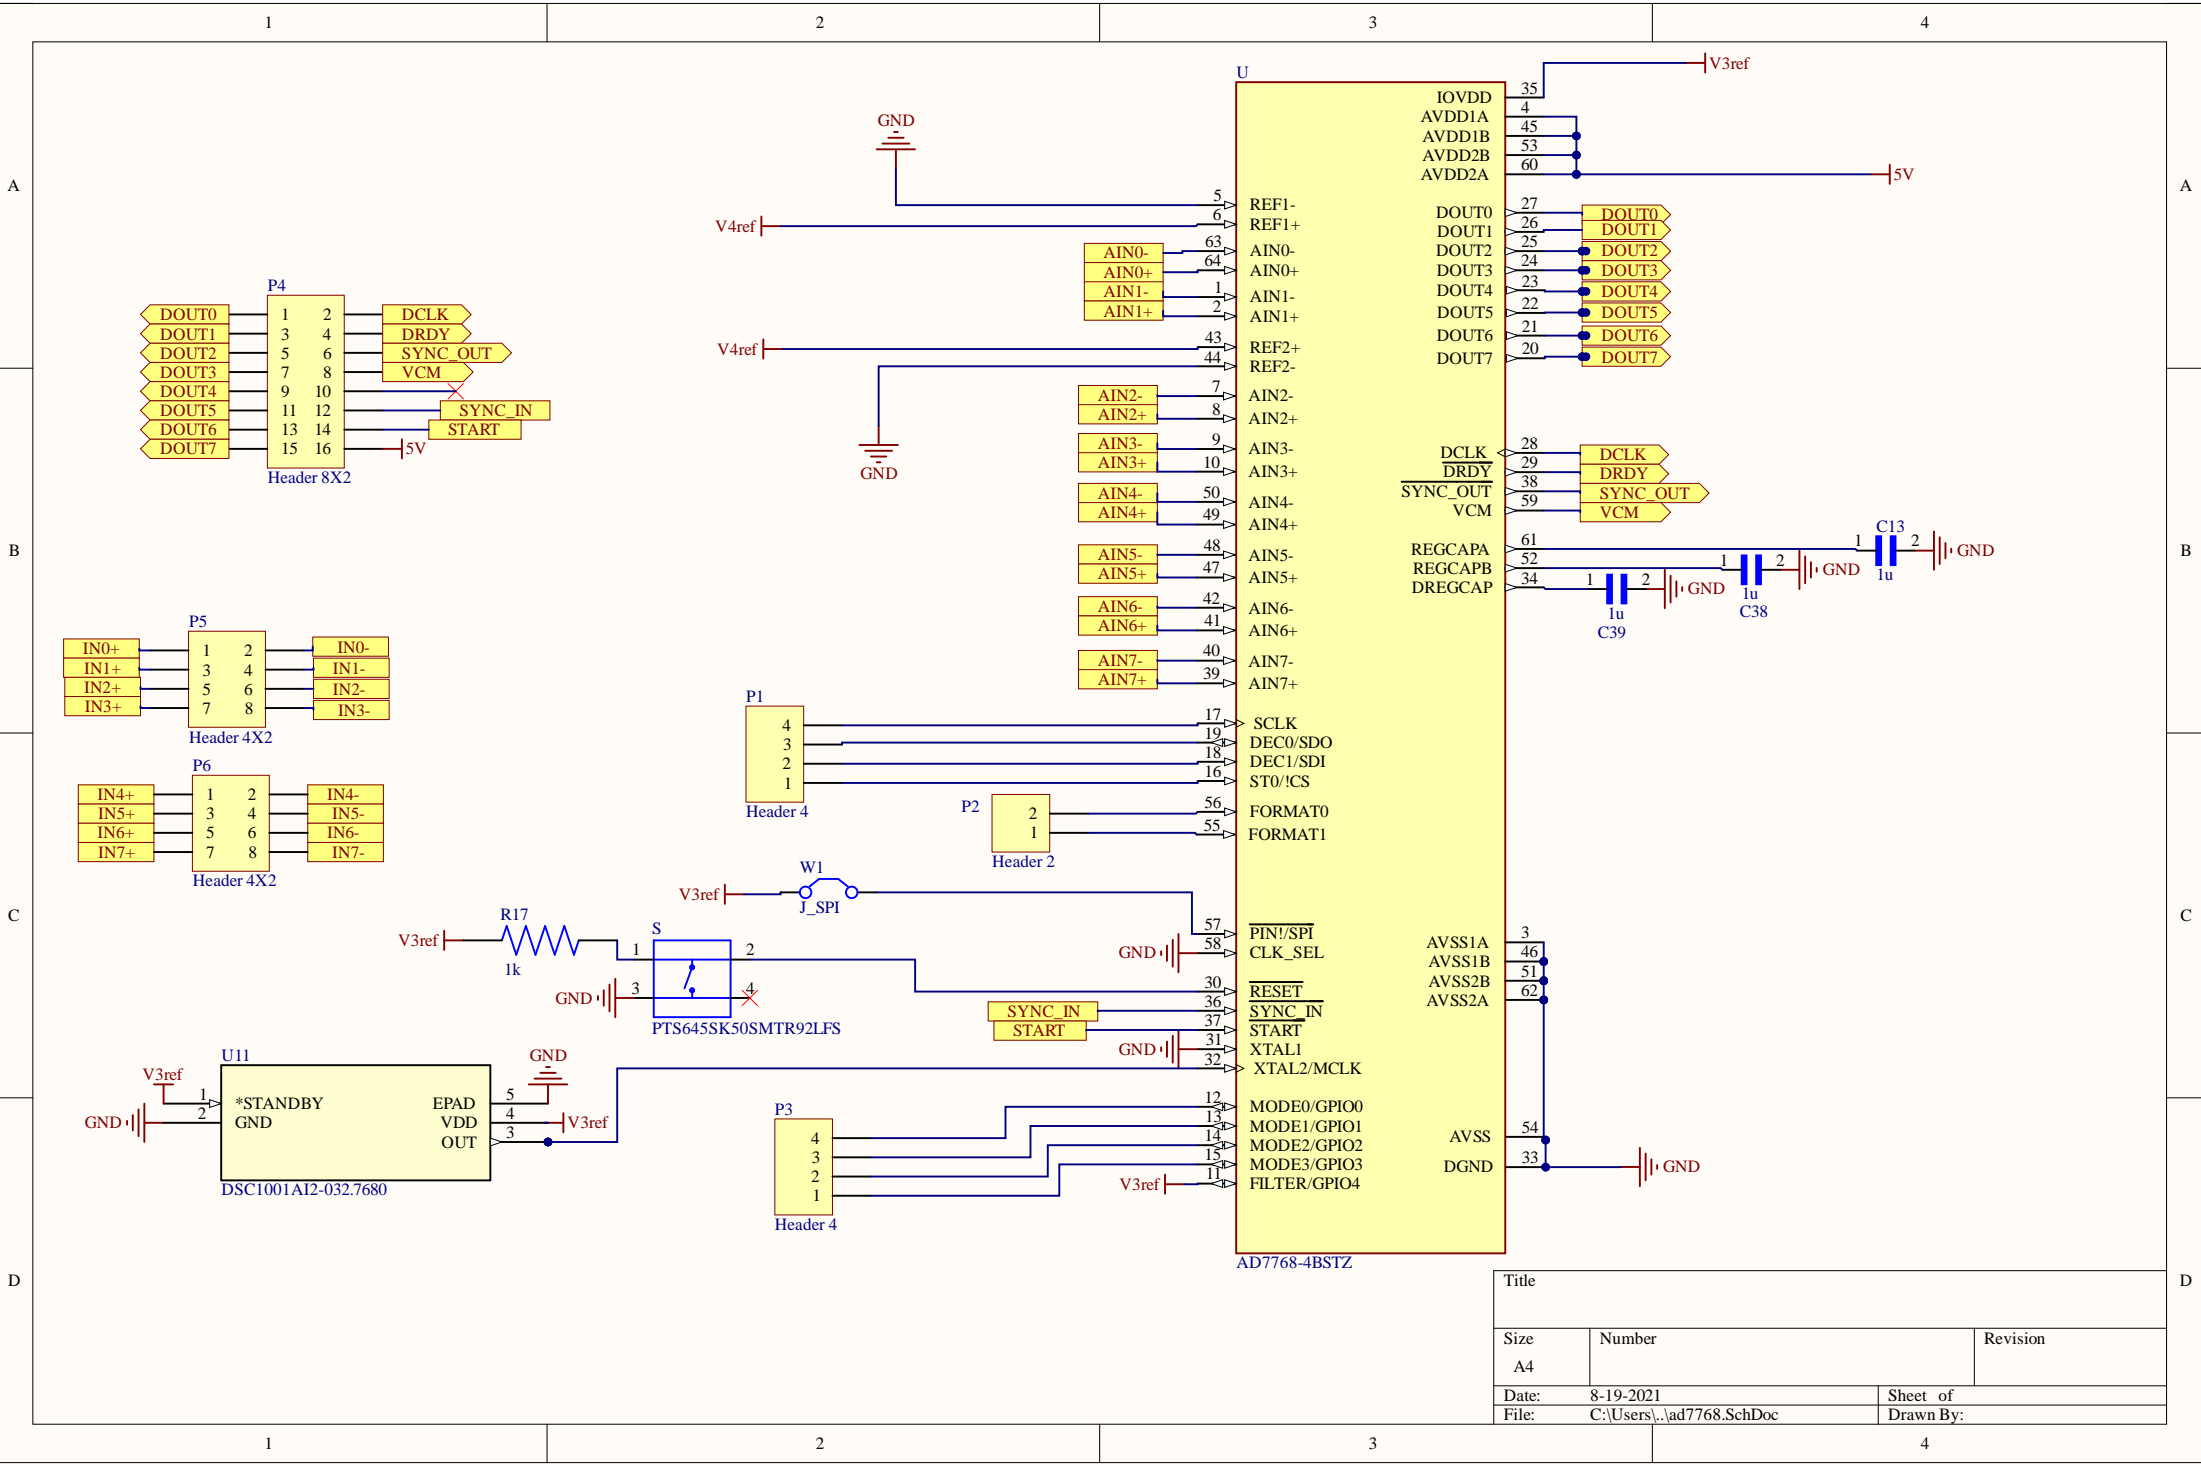 1 2 3 4
A
B
C
D
A
B
C
D
P4
DOUT0 1 2 DCLK
DOUT1 3 4 DRDY
DOUT2 5 6 SYNC_OUT
DOUT3 7 8 VCM
DOUT4 9 10
DOUT5 11 12 SYNC_IN
DOUT6 13 14 START
DOUT7 15 16 5V
Header 8X2
P5
IN0+ 1 2 IN0-
IN1+ 3 4 IN1-
IN2+ 5 6 IN2-
IN3+ 7 8 IN3-
Header 4X2
P6
IN4+ 1 2 IN4-
IN5+ 3 4 IN5-
IN6+ 5 6 IN6-
IN7+ 7 8 IN7-
Header 4X2
V3ref
R17
1k
S
1 2
GND 3 4
PTS645SK50SMTR92LFS
U11
V3ref GND
1 *STANDBY EPAD 5
GND 2 GND VDD 4 V3ref
OUT 3
DSC1001AI2-032.7680
U
GND
5 REF1-
V4ref 6 REF1+
AIN0- 63 AIN0-
AIN0+ 64 AIN0+
AIN1- 1 AIN1-
AIN1+ 2 AIN1+
V4ref 43 REF2+
44 REF2-
GND
AIN2- 7 AIN2-
AIN2+ 8 AIN2+
AIN3- 9 AIN3-
AIN3+ 10 AIN3+
AIN4- 50 AIN4-
AIN4+ 49 AIN4+
AIN5- 48 AIN5-
AIN5+ 47 AIN5+
AIN6- 42 AIN6-
AIN6+ 41 AIN6+
AIN7- 40 AIN7-
AIN7+ 39 AIN7+
P1
4 17 SCLK
3 19 DEC0/SDO
2 18 DEC1/SDI
1 16 ST0/!CS
Header 4
P2
2 56 FORMAT0
1 55 FORMAT1
Header 2
V3ref W1
J_SPI
57 PIN!/SPI
GND 58 CLK_SEL
30 RESET
SYNC_IN 36 SYNC_IN
START 37 START
GND 31 XTAL1
32 XTAL2/MCLK
P3
4 12 MODE0/GPIO0
3 13 MODE1/GPIO1
2 14 MODE2/GPIO2
1 15 MODE3/GPIO3
V3ref 11 FILTER/GPIO4
Header 4
AD7768-4BSTZ
IOVDD 35 V3ref
AVDD1A 4
AVDD1B 45
AVDD2B 53
AVDD2A 60 5V
DOUT0 27 DOUT0
DOUT1 26 DOUT1
DOUT2 25 DOUT2
DOUT3 24 DOUT3
DOUT4 23 DOUT4
DOUT5 22 DOUT5
DOUT6 21 DOUT6
DOUT7 20 DOUT7
DCLK 28 DCLK
DRDY 29 DRDY
SYNC_OUT 38 SYNC_OUT
VCM 59 VCM
REGCAPA 61 1 C13 2 GND
1u
REGCAPB 52 1 2 GND
1u
C38
DREGCAP 34 1 2 GND
1u
C39
AVSS1A 3
AVSS1B 46
AVSS2B 51
AVSS2A 62
AVSS 54
DGND 33 GND
Title
Size Number Revision
A4
Date: 8-19-2021 Sheet of
File: C:\Users\..\ad7768.SchDoc Drawn By:
1 2 3 4